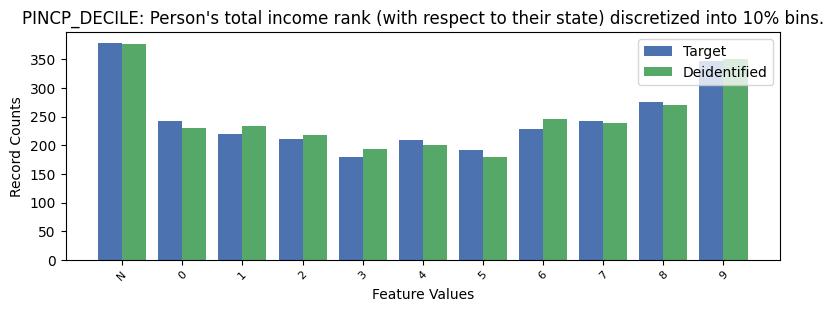 PINCP_DECILE: Person's total income rank (with respect to their state) discretized into 10% bins.
Target
Deidentified
Record Counts
350
300
250
200
150
100
50
0
N 0 1 2 3 4 5 6 7 8 9
Feature Values